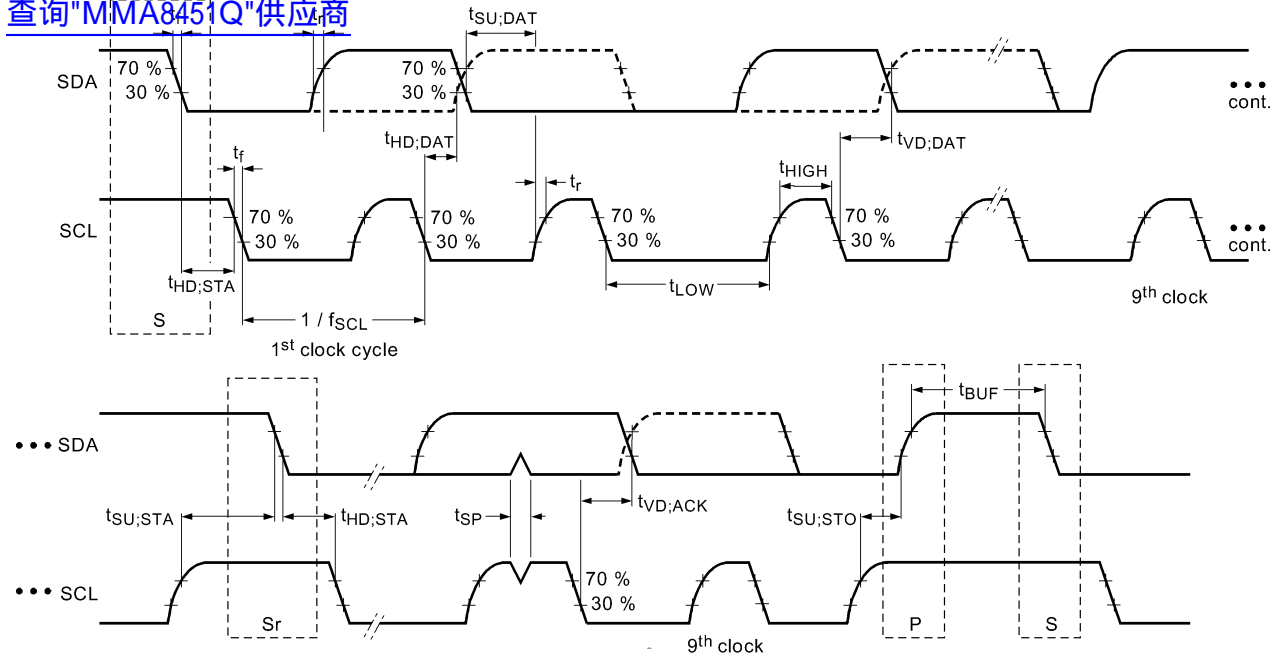 查询"MMA8451Q"供应商
tr
tSU;DAT
70 %
30 %
70 %
30 %
SDA
cont.
tHD;DAT
tVD;DAT
tf
tr
tHIGH
70 %
30 %
70 %
30 %
70 %
30 %
70 %
30 %
SCL
cont.
tHD;STA
tLOW
9th clock
S
1 / fSCL
1st clock cycle
tBUF
SDA
tSU;STA
tHD;STA
tSP
tVD;ACK
tSU;STO
70 %
30 %
SCL
Sr
P
S
9th clock